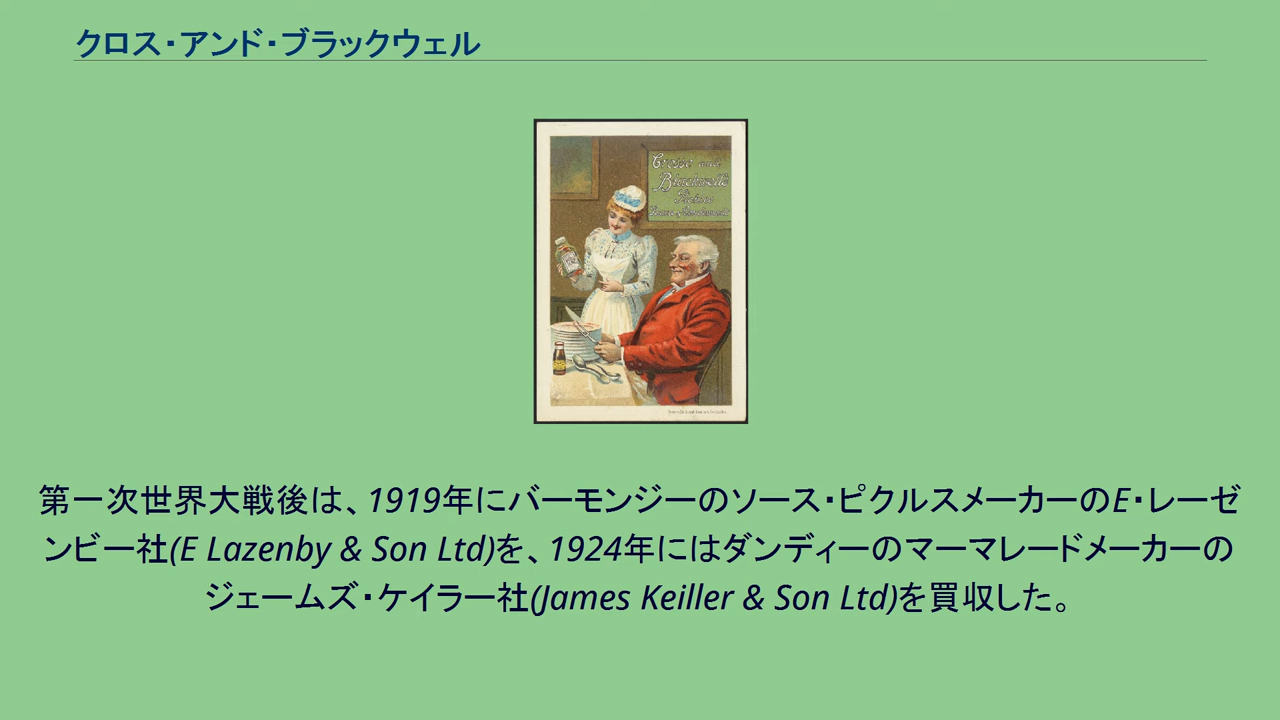 クロス・アンド・ブラックウェル
Crosse and
Blackwell's
第一次世界大戦後は、1919年にバーモンジーのソース・ピクルスメーカーのE・レーゼ
ンビー社(E Lazenby & Son Ltd)を、1924年にはダンディーのマーマレードメーカーの
ジェームズ・ケイラー社(James Keiller & Son Ltd)を買収した。